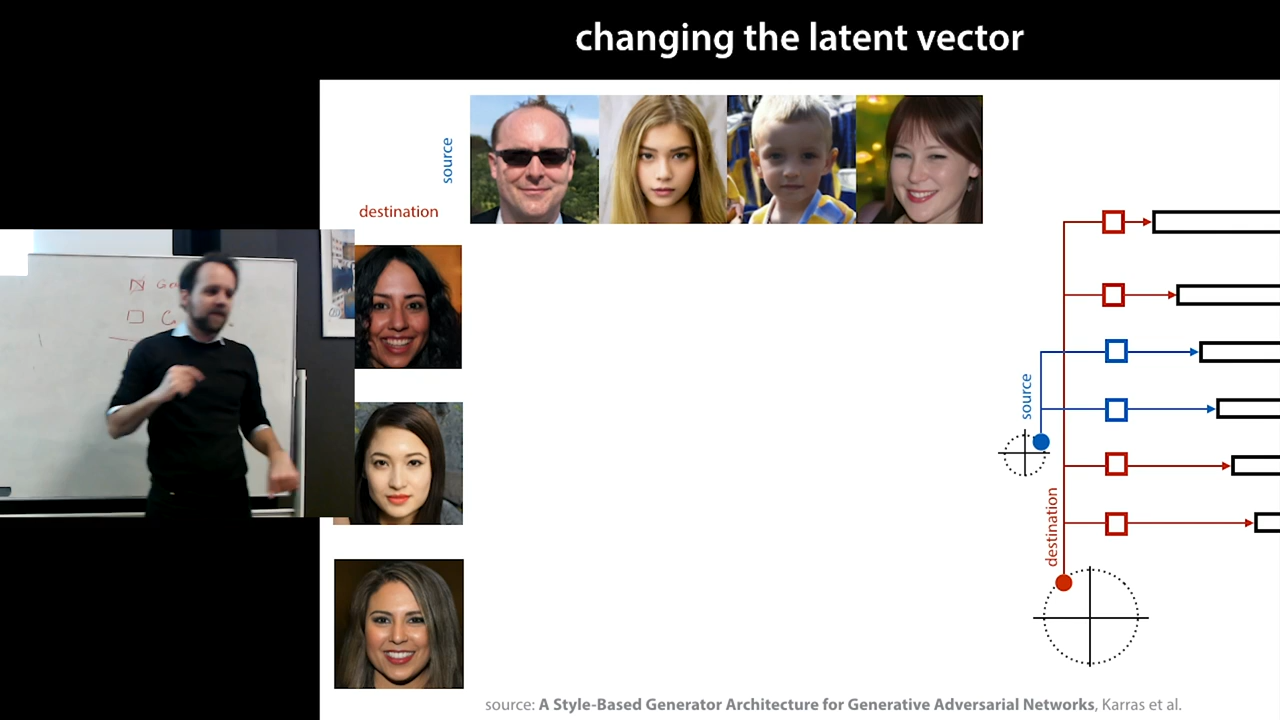 changing the latent vector
source
destination
source
destination
source: A Style-Based Generator Architecture for Generative Adversarial Networks, Karras et al.